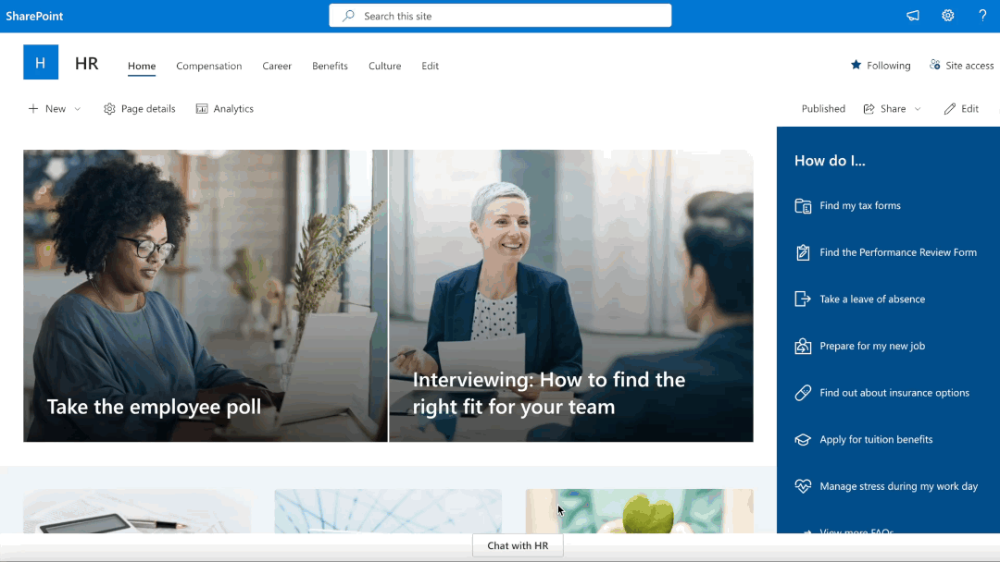 SharePoint
Search this site
?
H
HR
Home
Compensation
Career
Benefits
Culture
Edit
Following
Site access
New
Page details
Analytics
Published
Share
Edit
Take the employee poll
Interviewing: How to find the
right fit for your team
How do I...
Find my tax forms
Find the Performance Review Form
Take a leave of absence
Prepare for my new job
Find out about insurance options
Apply for tuition benefits
Manage stress during my work day
View more FAQs
Chat with HR